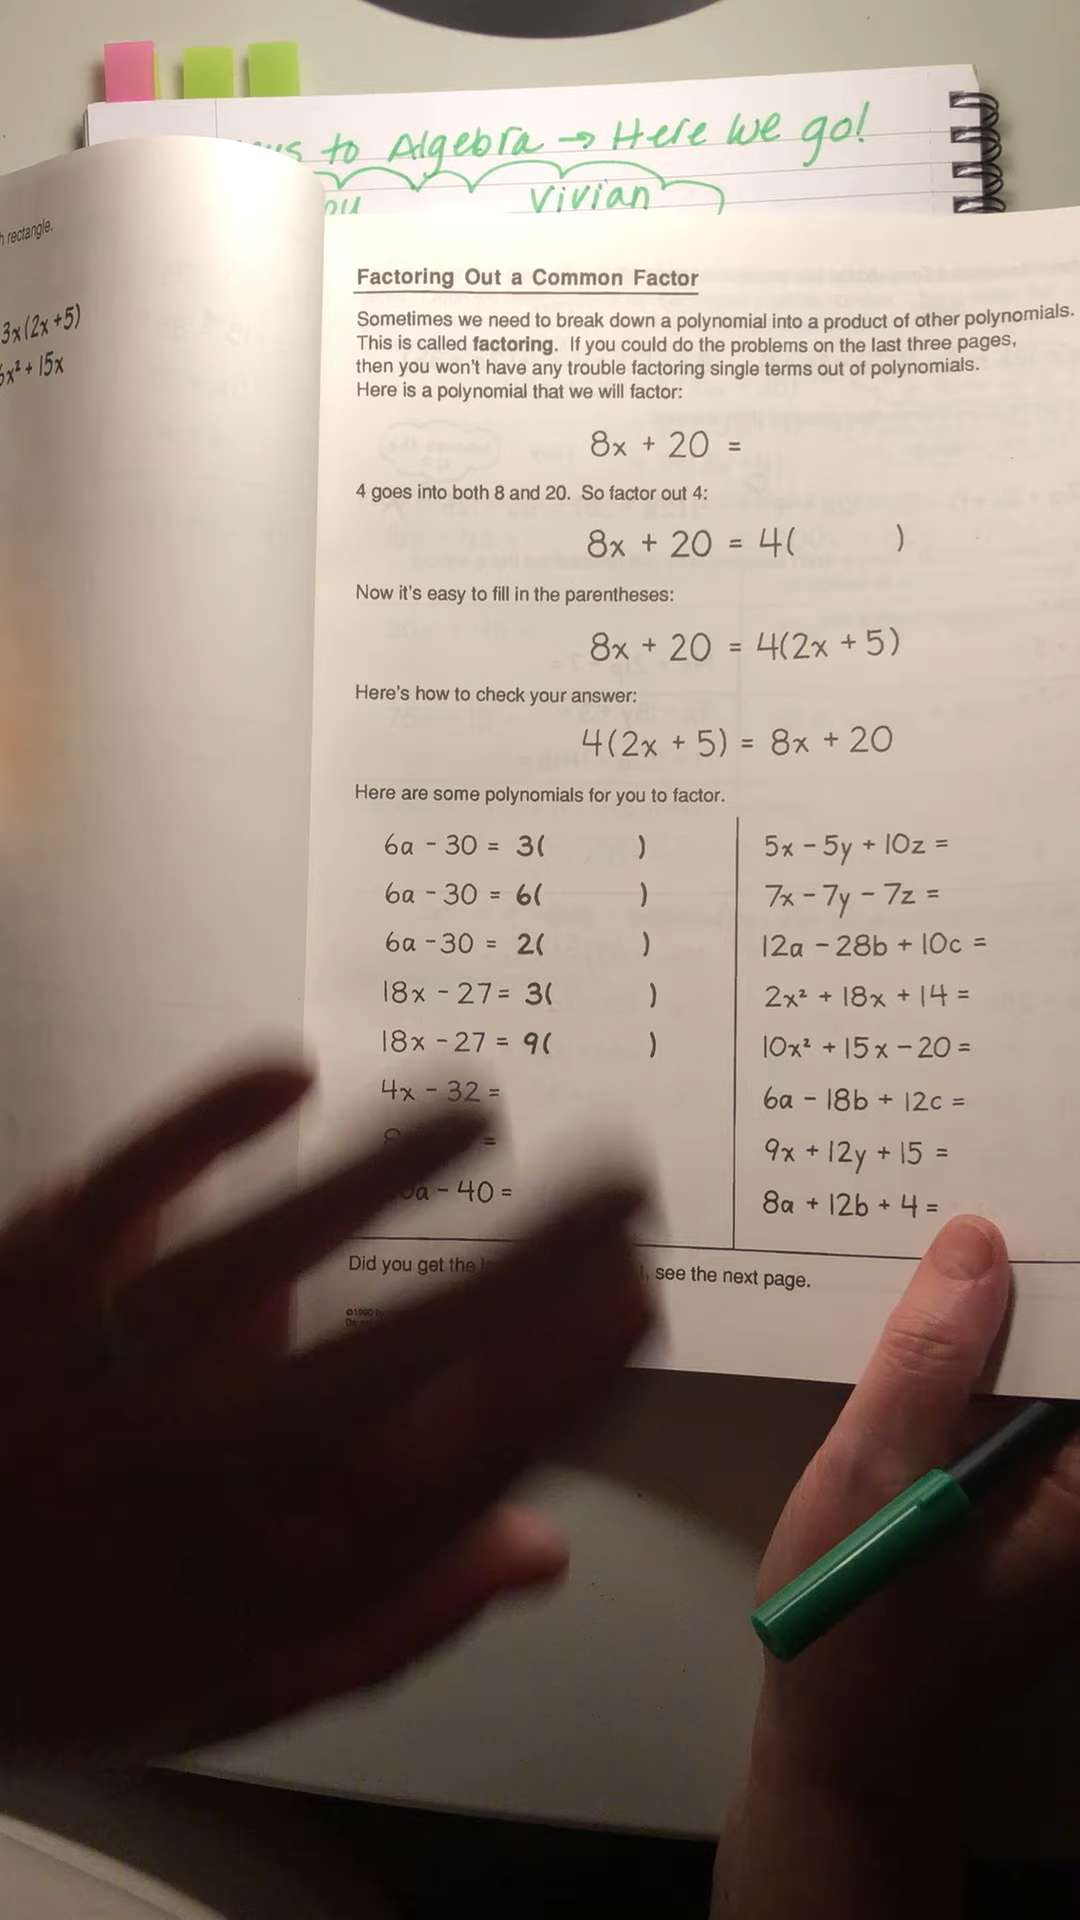 to Algebra → Here we go!
Vivian
rectangle.
3x(2x+5)
x² + 15x
Factoring Out a Common Factor
Sometimes we need to break down a polynomial into a product of other polynomials.
This is called factoring. If you could do the problems on the last three pages,
then you won't have any trouble factoring single terms out of polynomials.
Here is a polynomial that we will factor:
8x + 20 =
4 goes into both 8 and 20. So factor out 4:
8x + 20 = 4( )
Now it's easy to fill in the parentheses:
8x + 20 = 4(2x + 5)
Here's how to check your answer:
4(2x + 5) = 8x + 20
Here are some polynomials for you to factor.
6a - 30 = 3( )
6a - 30 = 6( )
6a - 30 = 2( )
18x - 27 = 3( )
18x - 27 = 9( )
4x - 32 =
=
a - 40 =
5x - 5y + 10z =
7x - 7y - 7z =
12a - 28b + 10c =
2x² + 18x + 14 =
10x² + 15x - 20 =
6a - 18b + 12c =
9x + 12y + 15 =
8a + 12b + 4 =
Did you get the see the next page.